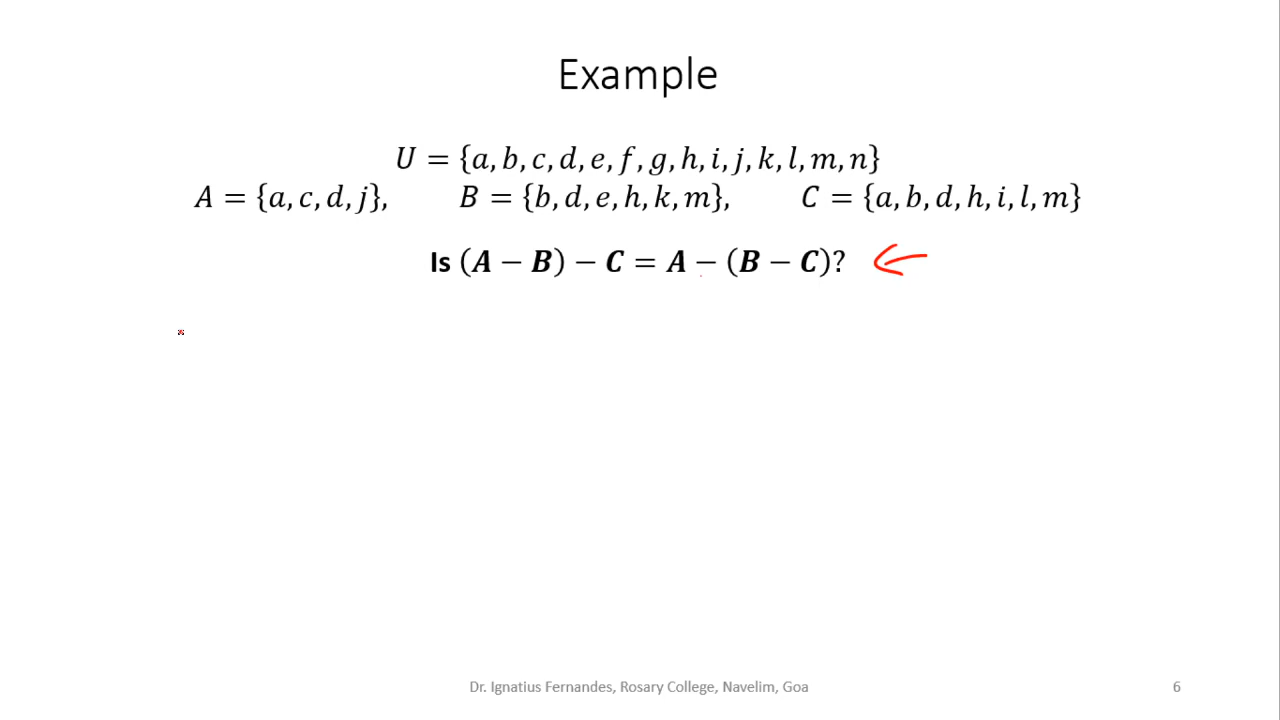 Example
U = {a, b, c, d, e, f, g, h, i, j, k, l, m, n}
A = {a, c, d, j}, B = {b, d, e, h, k, m}, C = {a, b, d, h, i, l, m}
Is (A − B) − C = A − (B − C)?
Dr. Ignatius Fernandes, Rosary College, Navelim, Goa 6